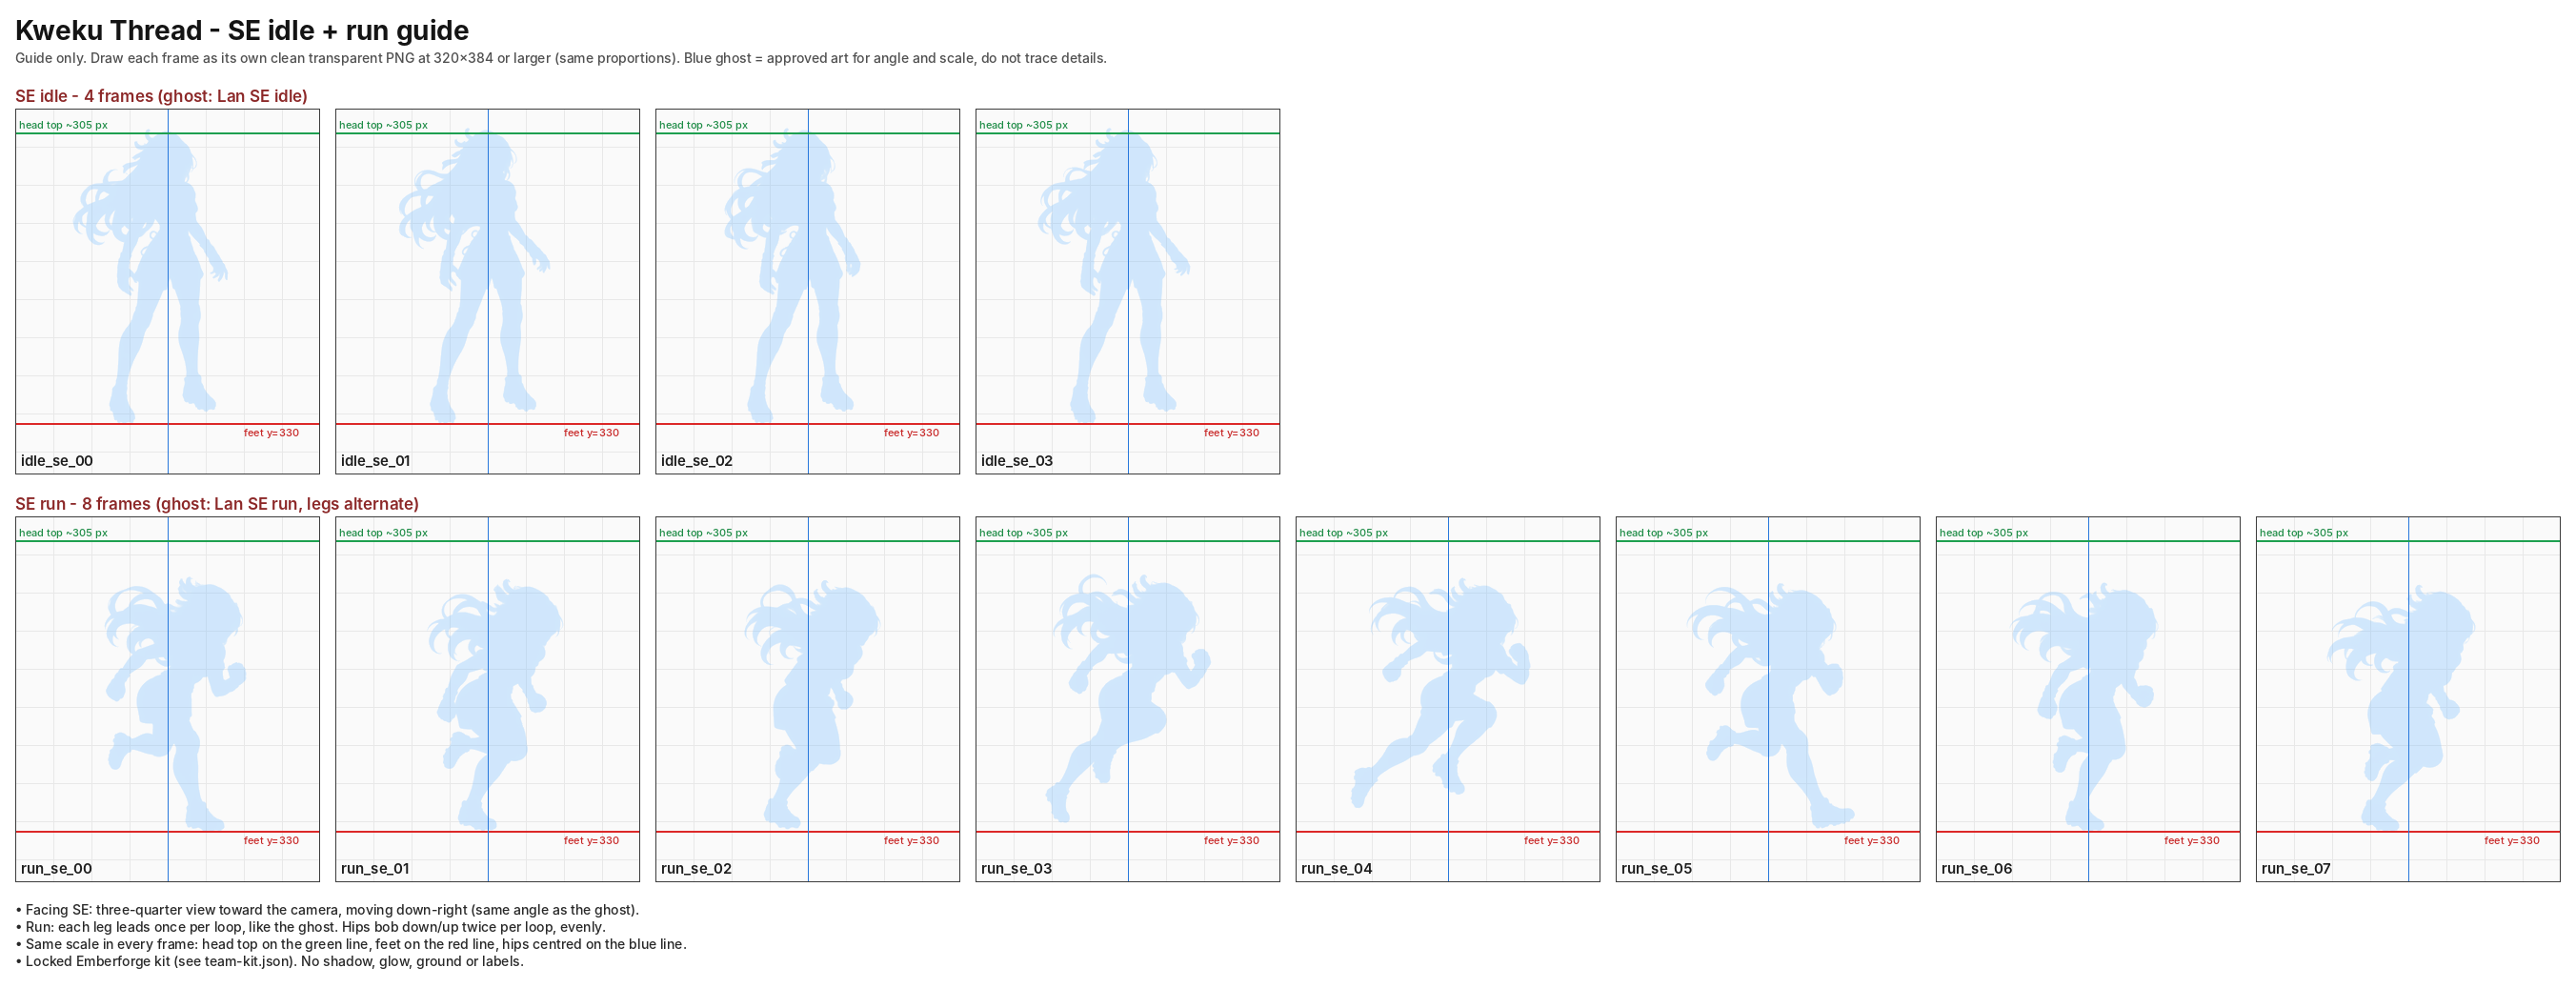 Kweku Thread - SE idle + run guide
Guide only. Draw each frame as its own clean transparent PNG at 320×384 or larger (same proportions). Blue ghost = approved art for angle and scale, do not trace details.
SE idle - 4 frames (ghost: Lan SE idle)
head top ~305 px
head top ~305 px
head top ~305 px
head top ~305 px
feet y=330
feet y=330
feet y=330
feet y=330
idle_se_00
idle_se_01
idle_se_02
idle_se_03
SE run - 8 frames (ghost: Lan SE run, legs alternate)
head top ~305 px
head top ~305 px
head top ~305 px
head top ~305 px
head top ~305 px
head top ~305 px
head top ~305 px
head top ~305 px
feet y=330
feet y=330
feet y=330
feet y=330
feet y=330
feet y=330
feet y=330
feet y=330
run_se_00
run_se_01
run_se_02
run_se_03
run_se_04
run_se_05
run_se_06
run_se_07
• Facing SE: three-quarter view toward the camera, moving down-right (same angle as the ghost).
• Run: each leg leads once per loop, like the ghost. Hips bob down/up twice per loop, evenly.
• Same scale in every frame: head top on the green line, feet on the red line, hips centred on the blue line.
• Locked Emberforge kit (see team-kit.json). No shadow, glow, ground or labels.